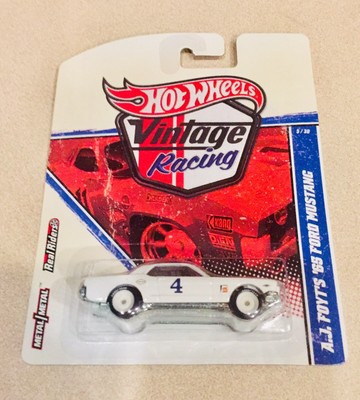 HOT WHEELS
Vintage
Racing
5/30
A.J. FOYT'S '65 FORD MUSTANG
METAL/METAL
Real Riders
4